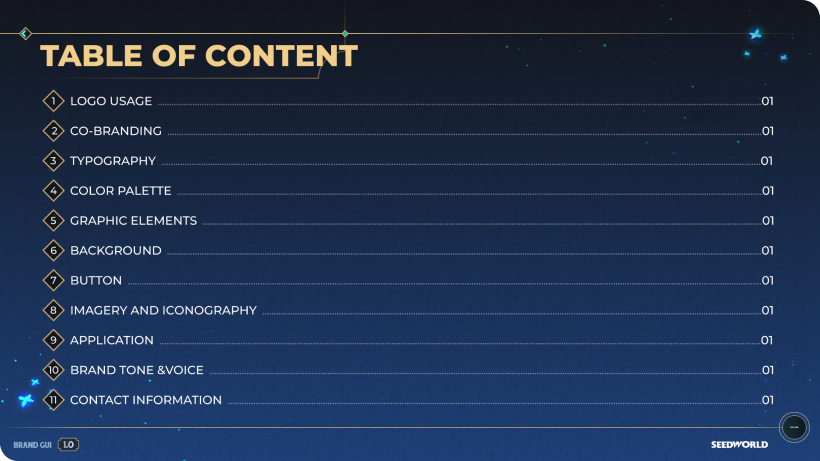 TABLE OF CONTENT
1 LOGO USAGE 01
2 CO-BRANDING 01
3 TYPOGRAPHY 01
4 COLOR PALETTE 01
5 GRAPHIC ELEMENTS 01
6 BACKGROUND 01
7 BUTTON 01
8 IMAGERY AND ICONOGRAPHY 01
9 APPLICATION 01
10 BRAND TONE &VOICE 01
11 CONTACT INFORMATION 01
BRAND GUI 1.0
SEEDWORLD